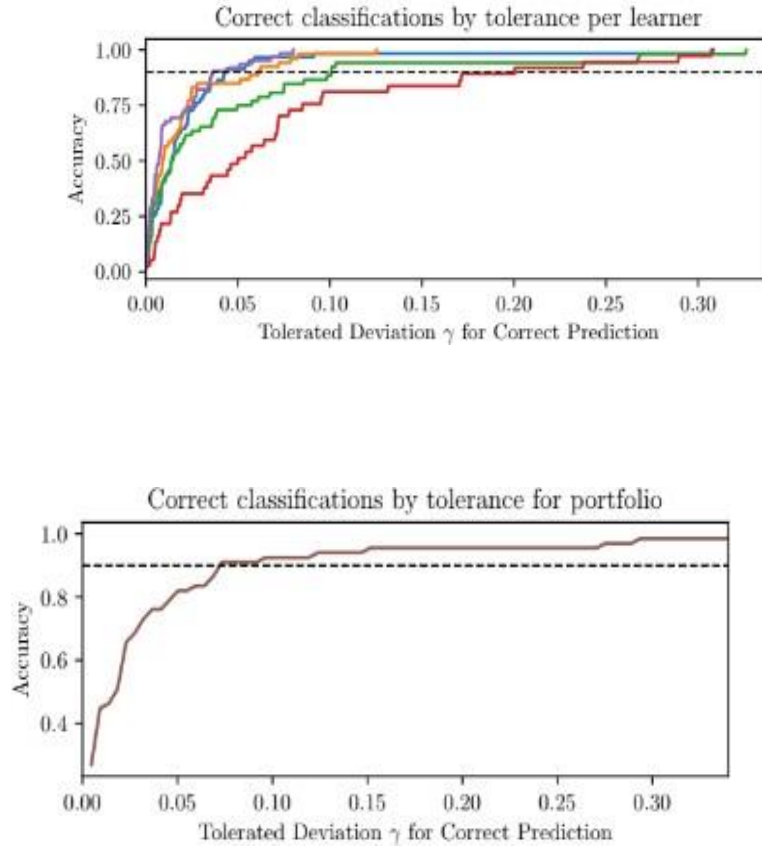 Correct classifications by tolerance per learner
1.00
0.75
0.50
0.25
0.00
Accuracy
0.00 0.05 0.10 0.15 0.20 0.25 0.30
Tolerated Deviation γ for Correct Prediction
Correct classifications by tolerance for portfolio
1.0
0.8
0.6
0.4
Accuracy
0.00 0.05 0.10 0.15 0.20 0.25 0.30
Tolerated Deviation γ for Correct Prediction